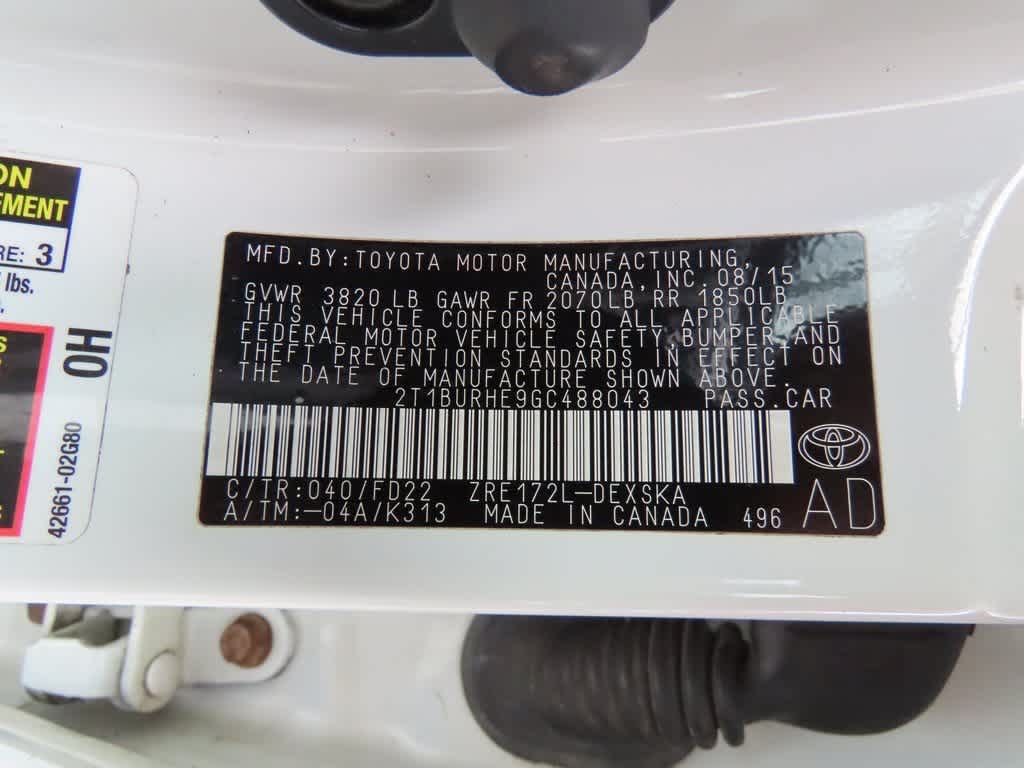 ON
EMENT
RE: 3
lbs.
OH
42661-02G80
MFD.BY:TOYOTA MOTOR MANUFACTURING,
CANADA, INC. 08/15
GVWR 3820 LB GAWR FR 2070LB RR 1850LB
THIS VEHICLE CONFORMS TO ALL APPLICABLE
FEDERAL MOTOR VEHICLE SAFETY,BUMPER,AND
THEFT PREVENTION STANDARDS IN EFFECT ON
THE DATE OF MANUFACTURE SHOWN ABOVE.
2T1BURHE9GC488043 PASS.CAR
C/TR:040/FD22 ZRE172L-DEXSKA
A/TM:-04A/K313 MADE IN CANADA 496 AD